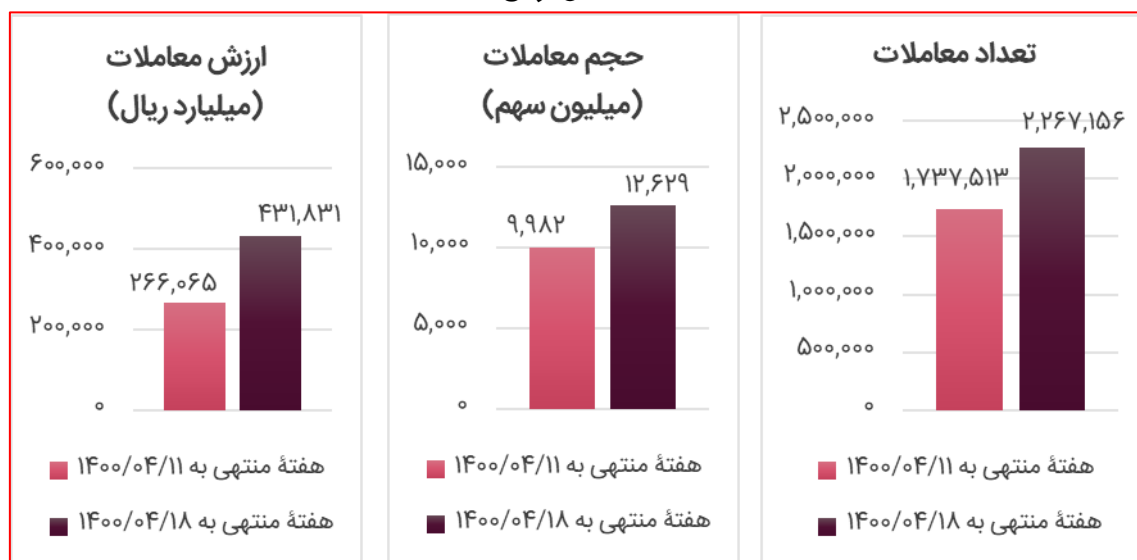 تعداد معاملات
۲,۵۰۰,۰۰۰
۲,۰۰۰,۰۰۰
۱,۵۰۰,۰۰۰
۱,۰۰۰,۰۰۰
۵۰۰,۰۰۰
۰
۱,۷۳۷,۵۱۳
۲,۲۶۷,۱۵۶
هفتهٔ منتهی به ۱۴۰۰/۰۴/۱۱
هفتهٔ منتهی به ۱۴۰۰/۰۴/۱۸
حجم معاملات
(میلیون سهم)
۱۵,۰۰۰
۱۰,۰۰۰
۵,۰۰۰
۰
۹,۹۸۲
۱۲,۶۲۹
هفتهٔ منتهی به ۱۴۰۰/۰۴/۱۱
هفتهٔ منتهی به ۱۴۰۰/۰۴/۱۸
ارزش معاملات
(میلیارد ریال)
۶۰۰,۰۰۰
۴۰۰,۰۰۰
۲۰۰,۰۰۰
۰
۲۶۶,۰۶۵
۴۳۱,۸۳۱
هفتهٔ منتهی به ۱۴۰۰/۰۴/۱۱
هفتهٔ منتهی به ۱۴۰۰/۰۴/۱۸